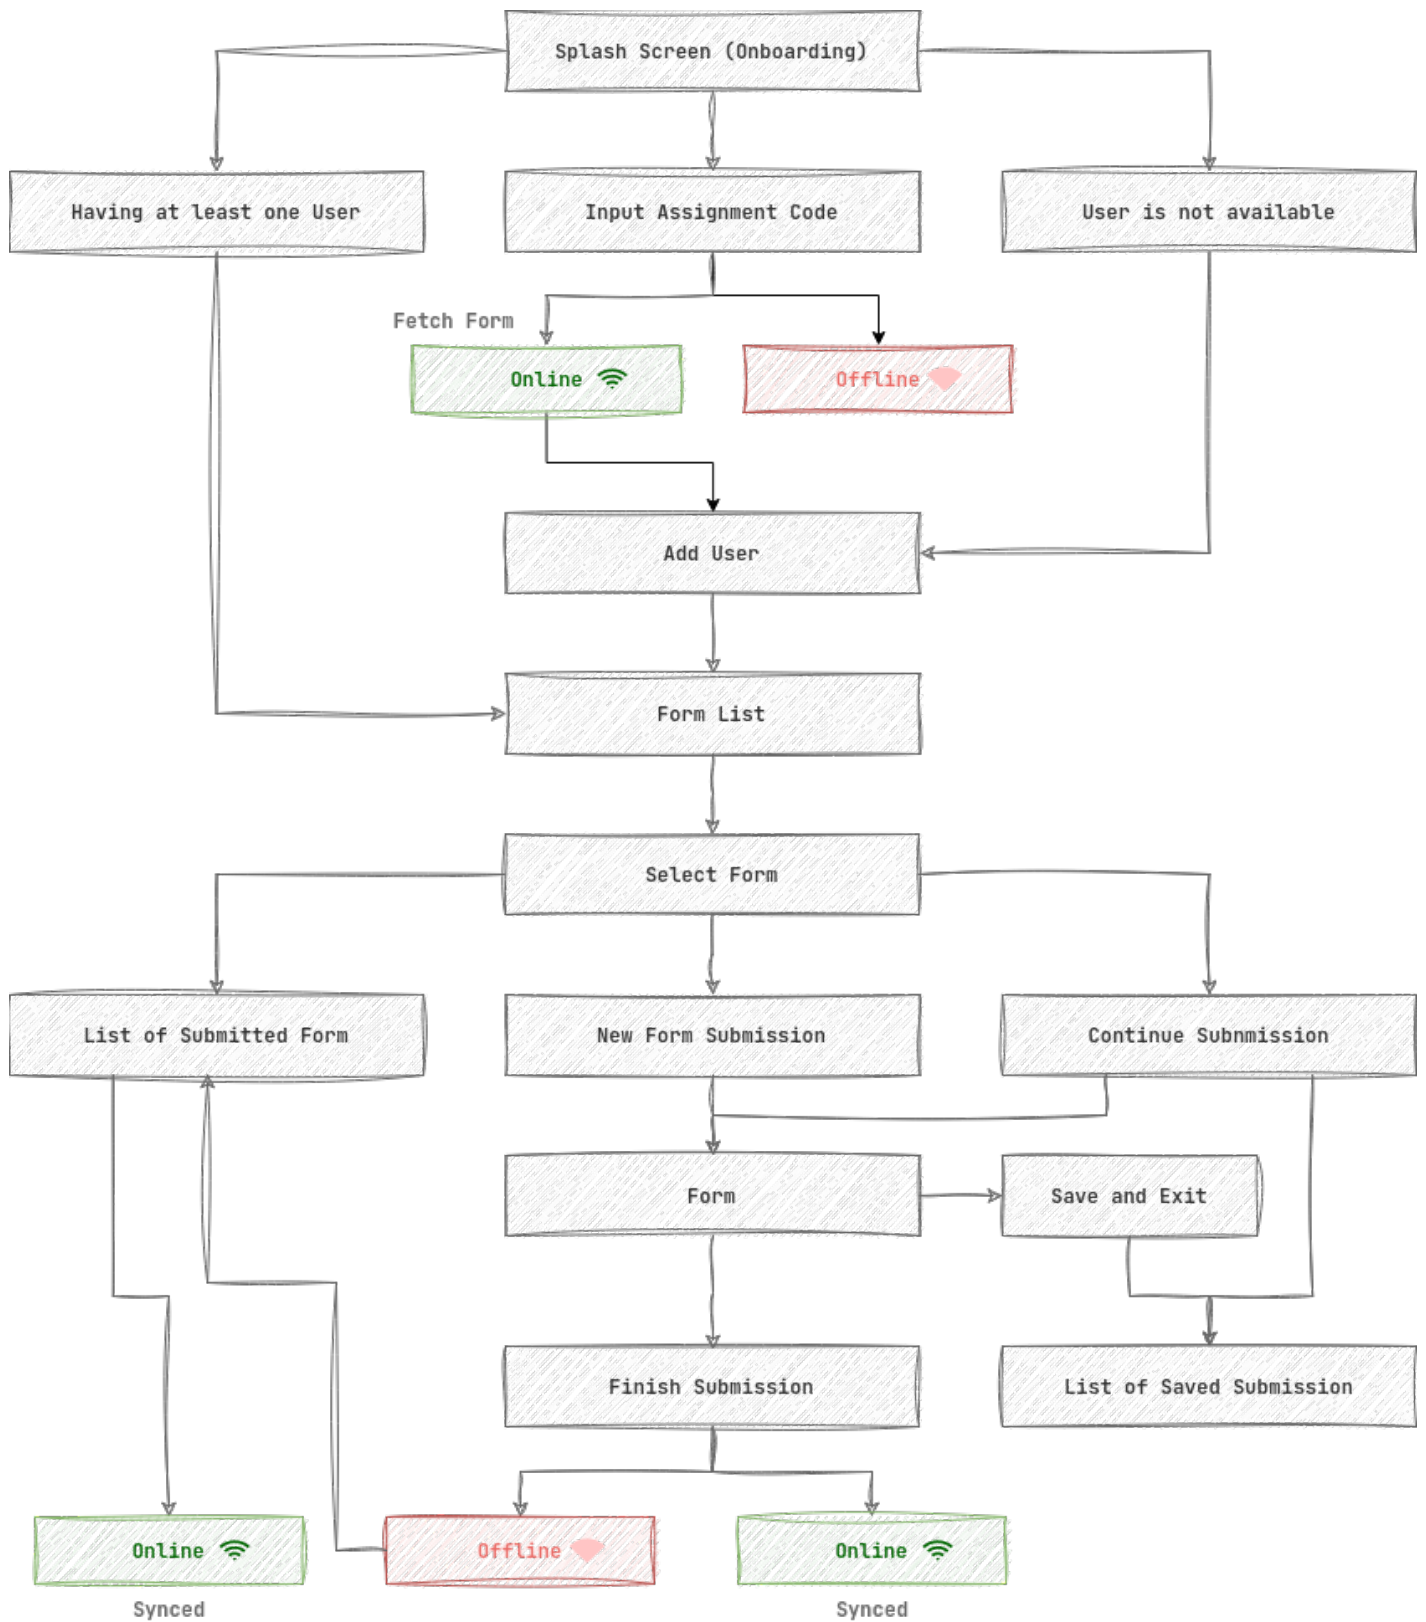 Splash Screen (Onboarding)
Having at least one User
Input Assignment Code
User is not available
Fetch Form
Online
Offline
Add User
Form List
Select Form
List of Submitted Form
New Form Submission
Continue Subnmission
Form
Save and Exit
Finish Submission
List of Saved Submission
Online
Offline
Online
Synced
Synced